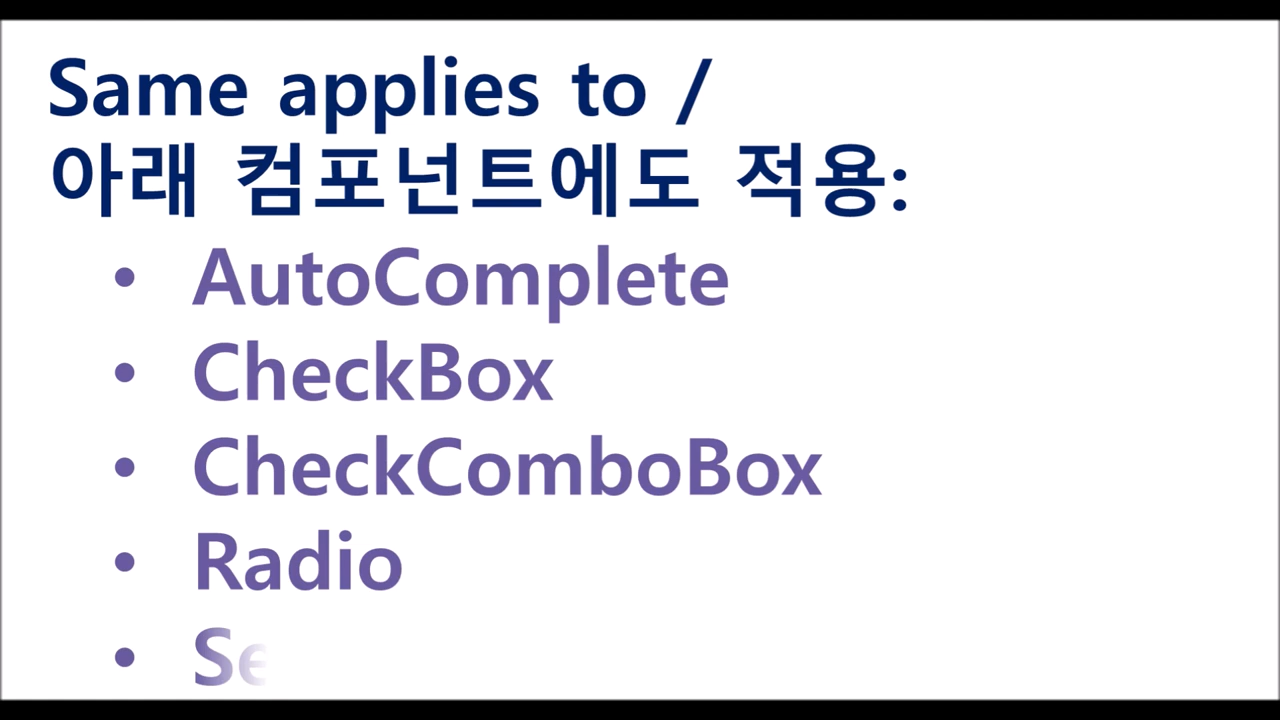 Same applies to /
아래 컴포넌트에도 적용:
• AutoComplete
• CheckBox
• CheckComboBox
• Radio